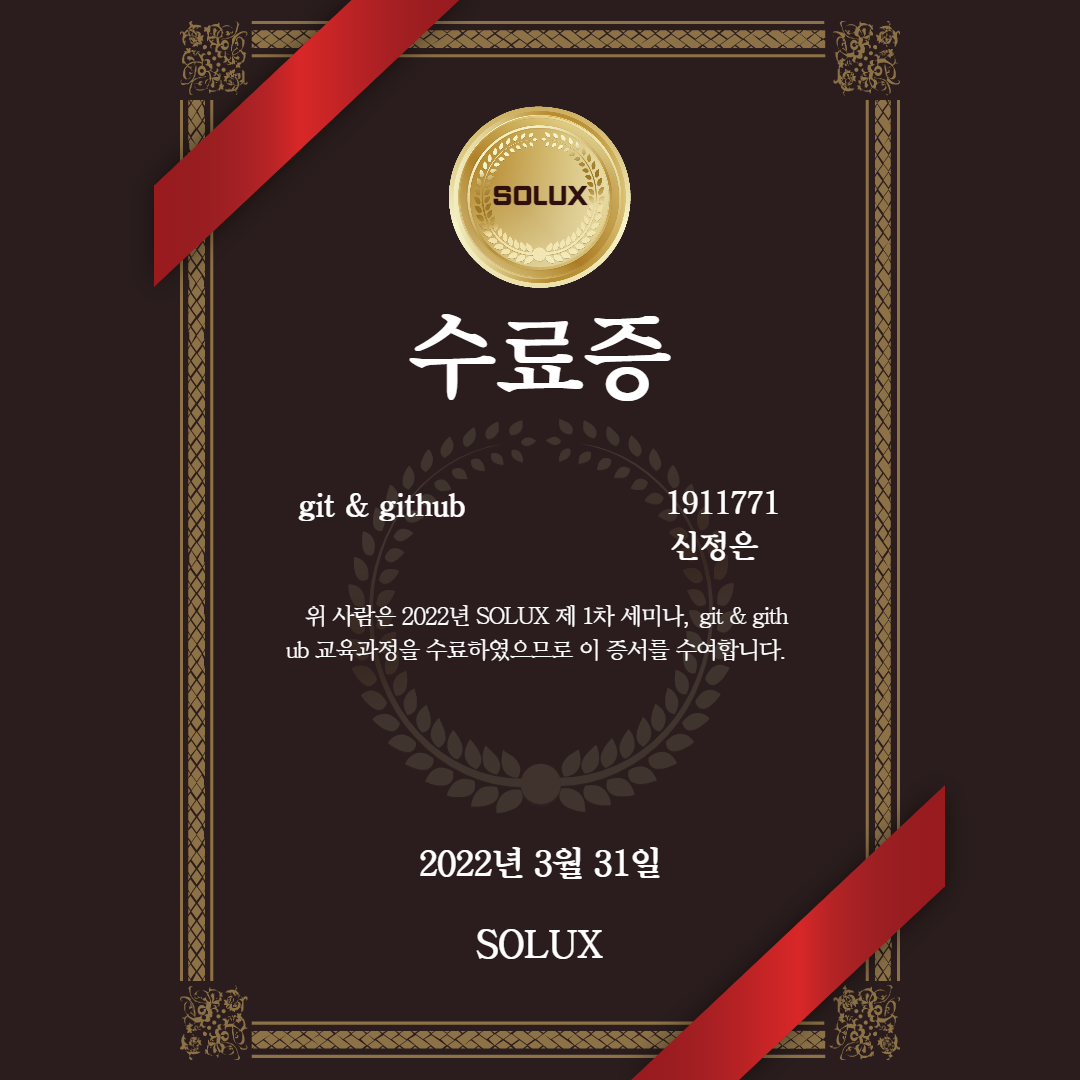 SOLUX
수료증
git & github
1911771
신정은
위 사람은 2022년 SOLUX 제 1차 세미나, git & gith
ub 교육과정을 수료하였으므로 이 증서를 수여합니다.
2022년 3월 31일
SOLUX